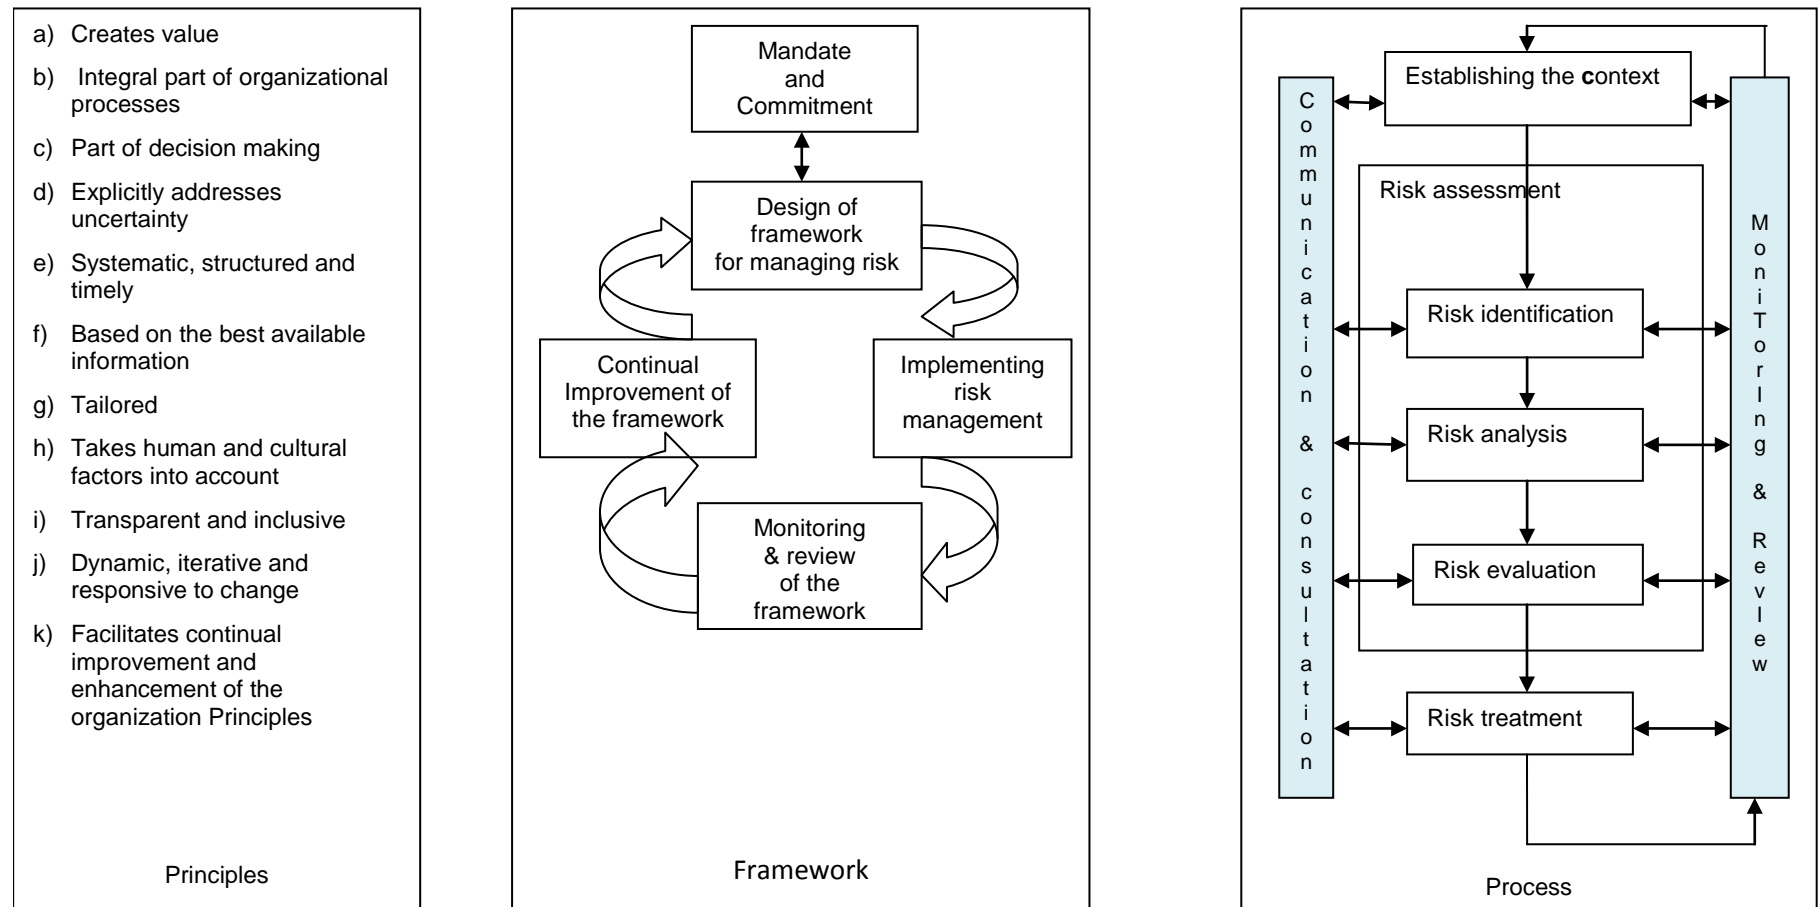 a) Creates value
b) Integral part of organizational
processes
c) Part of decision making
d) Explicitly addresses
uncertainty
e) Systematic, structured and
timely
f) Based on the best available
information
g) Tailored
h) Takes human and cultural
factors into account
i) Transparent and inclusive
j) Dynamic, iterative and
responsive to change
k) Facilitates continual
improvement and
enhancement of the
organization Principles
Principles
Mandate
and
Commitment
Design of
framework
for managing risk
Continual
Improvement of
the framework
Implementing
risk
management
Monitoring
& review
of the
framework
Framework
Communication & consultation
Establishing the context
Risk assessment
Risk identification
Risk analysis
Risk evaluation
Risk treatment
MoniTorIng & RevIew
Process